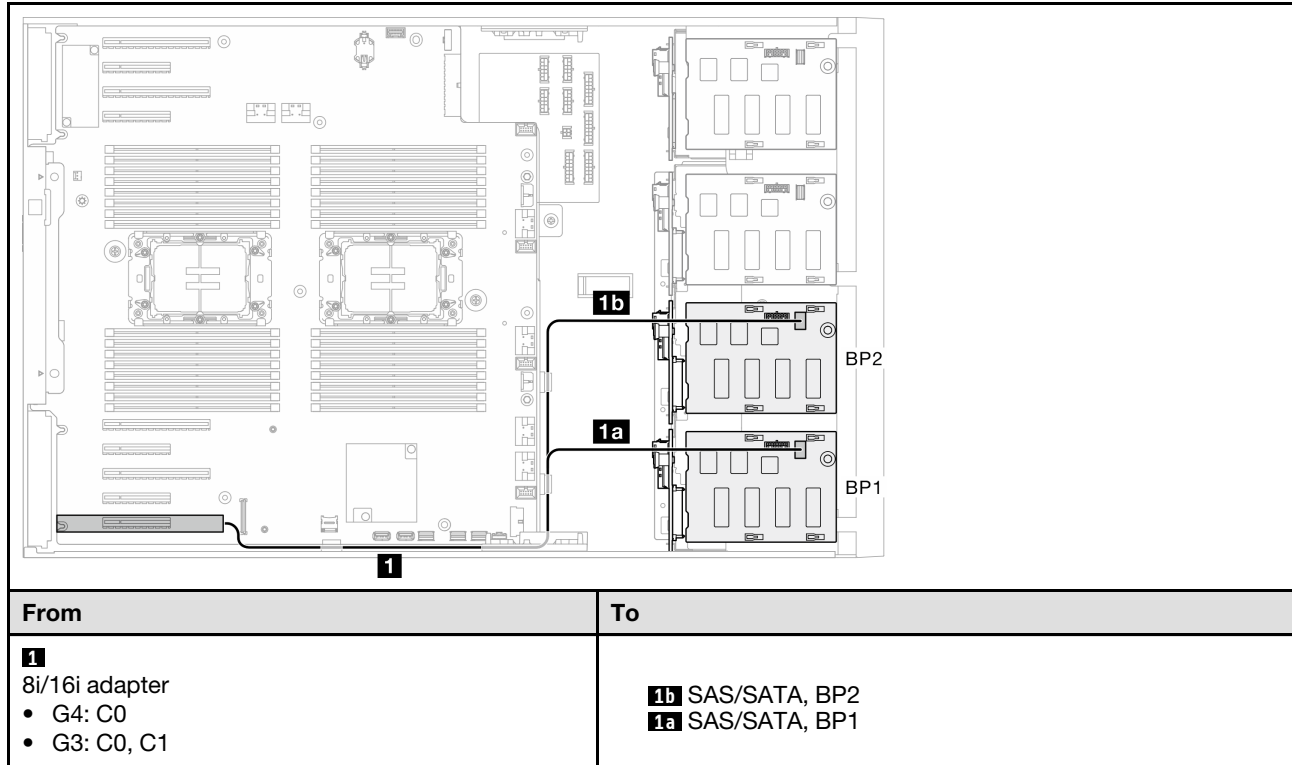 1b
BP2
1a
BP1
1
From
To
1
8i/16i adapter
• G4: C0
• G3: C0, C1
1b SAS/SATA, BP2
1a SAS/SATA, BP1